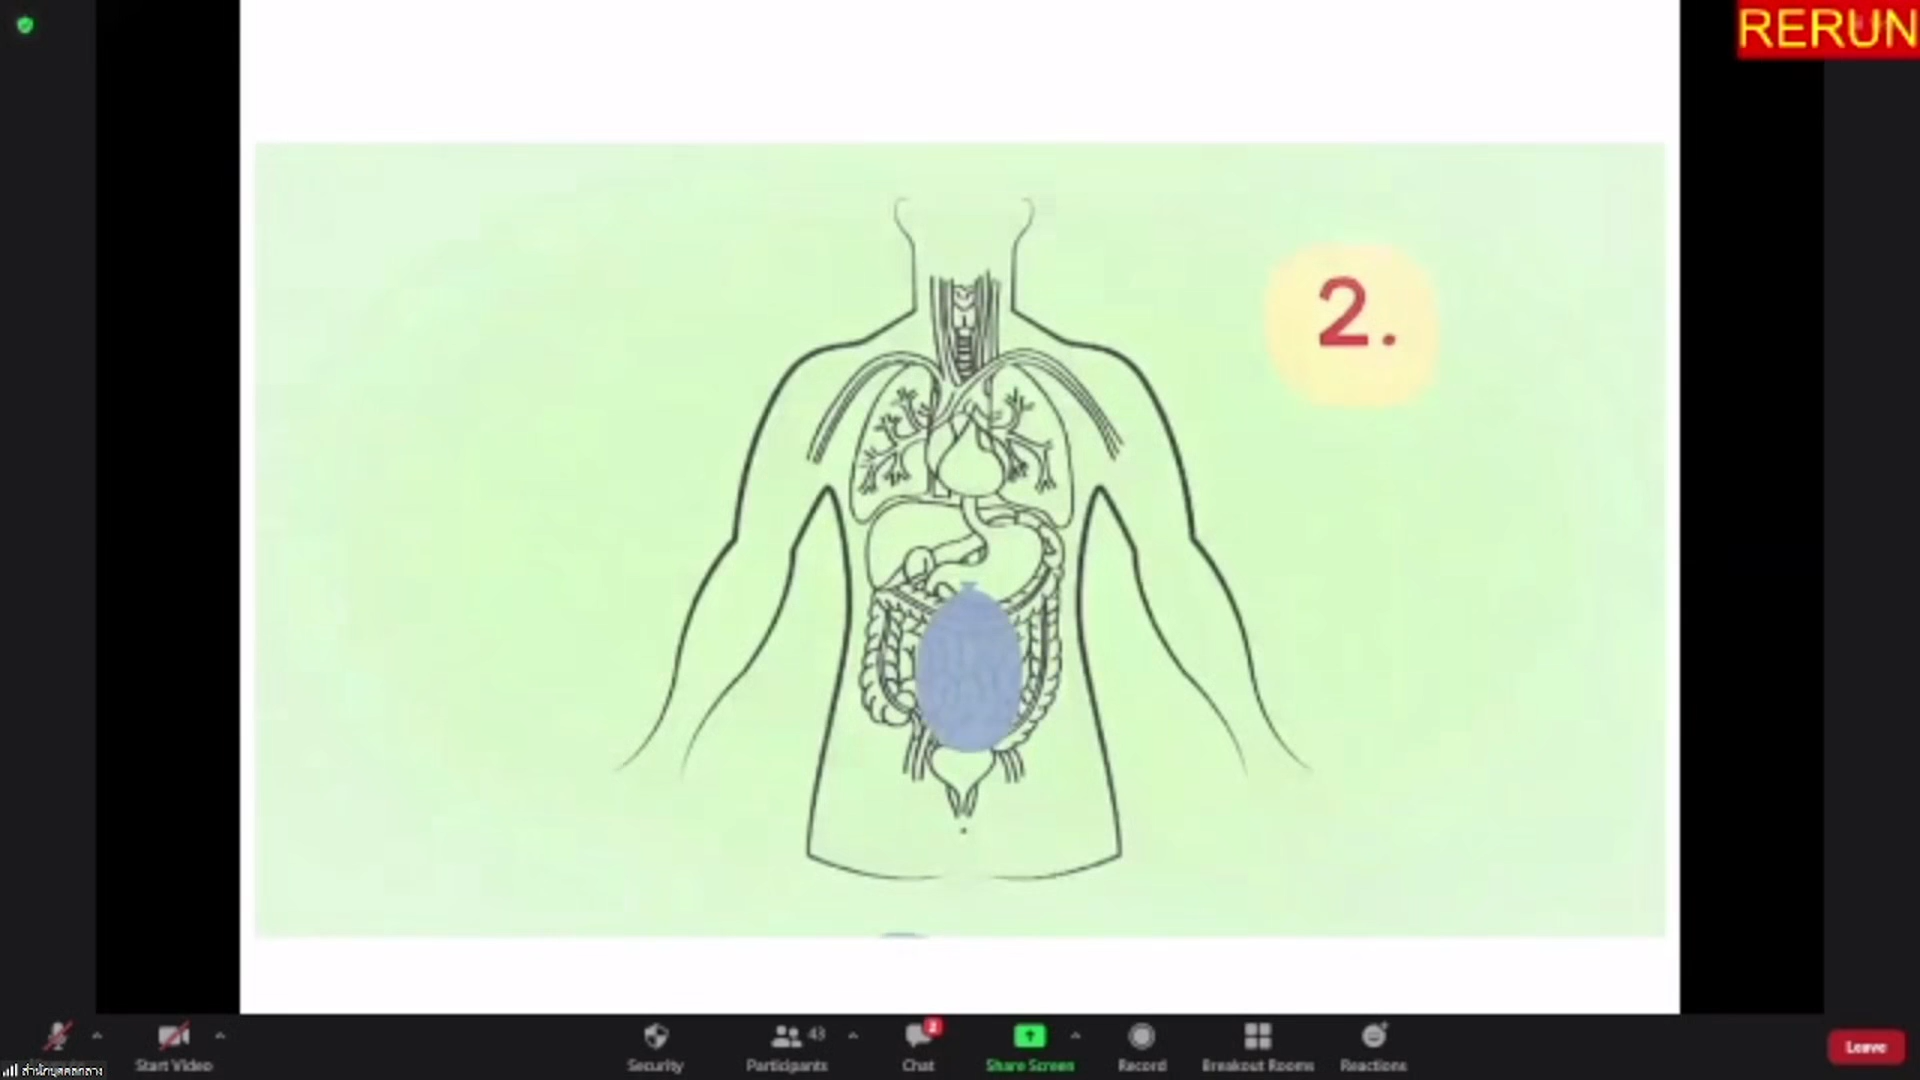 RERUN
2.
Start Video
Security
Participants
43
Chat
2
Share Screen
Record
Breakout Rooms
Reactions
Leave